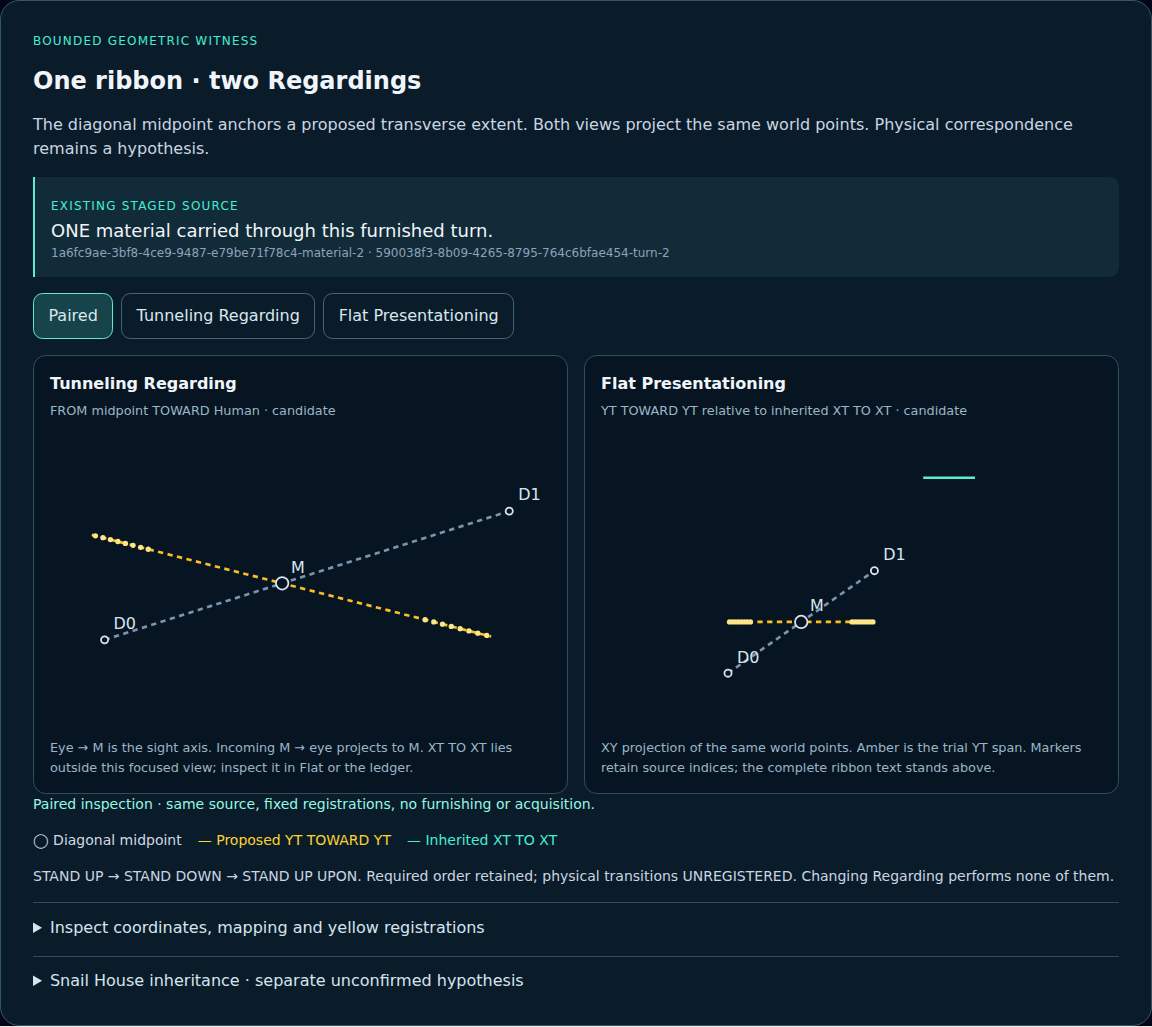 BOUNDED GEOMETRIC WITNESS
One ribbon · two Regardings
The diagonal midpoint anchors a proposed transverse extent. Both views project the same world points. Physical correspondence
remains a hypothesis.
EXISTING STAGED SOURCE
ONE material carried through this furnished turn.
1a6fc9ae-3bf8-4ce9-9487-e79be71f78c4-material-2 · 590038f3-8b09-4265-8795-764c6bfae454-turn-2
Paired
Tunneling Regarding
Flat Presentationing
Tunneling Regarding
FROM midpoint TOWARD Human · candidate
D1
M
D0
Eye → M is the sight axis. Incoming M → eye projects to M. XT TO XT lies
outside this focused view; inspect it in Flat or the ledger.
Flat Presentationing
YT TOWARD YT relative to inherited XT TO XT · candidate
D1
M
D0
XY projection of the same world points. Amber is the trial YT span. Markers
retain source indices; the complete ribbon text stands above.
Paired inspection · same source, fixed registrations, no furnishing or acquisition.
◯ Diagonal midpoint — Proposed YT TOWARD YT — Inherited XT TO XT
STAND UP → STAND DOWN → STAND UP UPON. Required order retained; physical transitions UNREGISTERED. Changing Regarding performs none of them.
Inspect coordinates, mapping and yellow registrations
Snail House inheritance · separate unconfirmed hypothesis